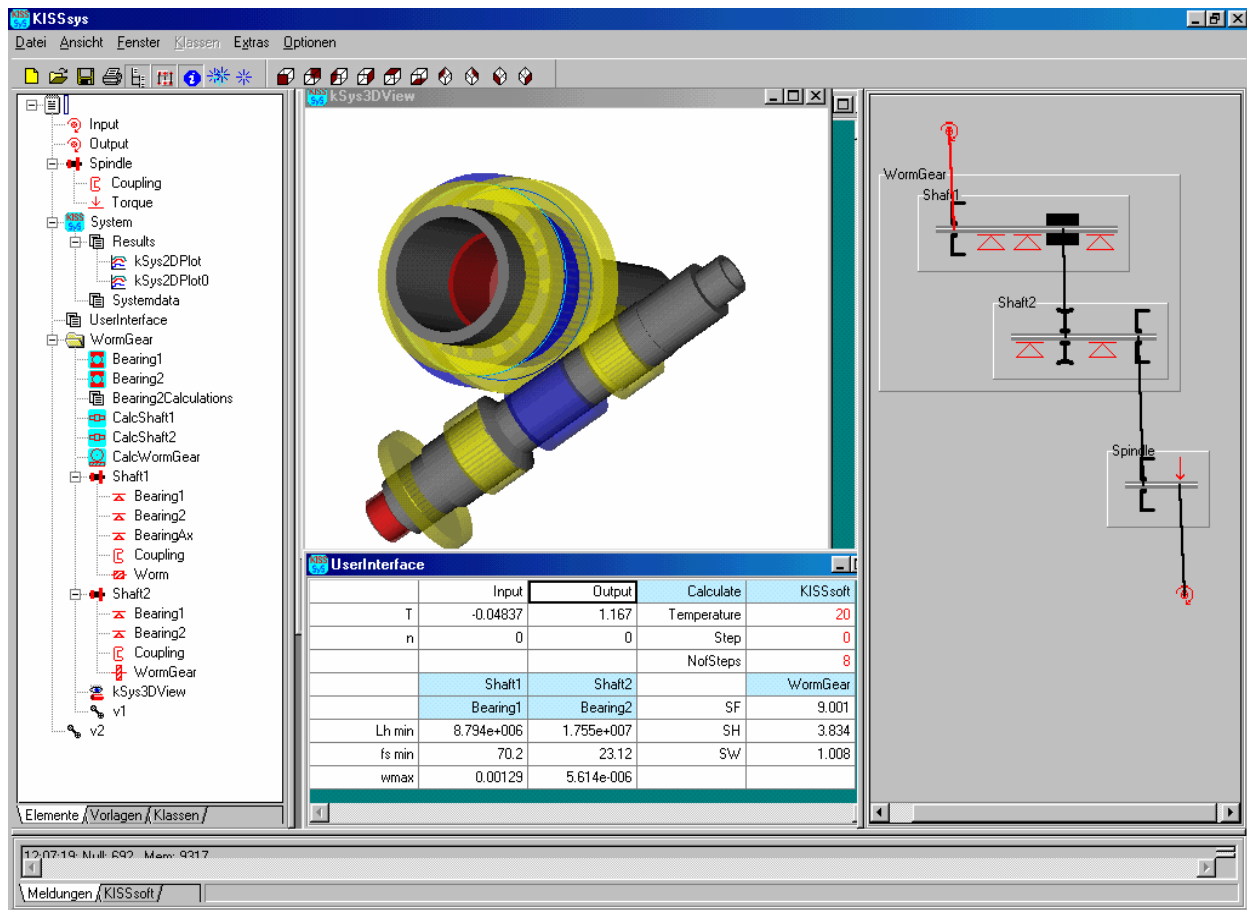 KISSsys
Datei Ansicht Fenster Klassen Extras Optionen
Input
Output
Spindle
Coupling
Torque
KISS Sys System
Results
kSys2DPlot
kSys2DPlot0
Systemdata
UserInterface
WormGear
Bearing1
Bearing2
Bearing2Calculations
CalcShaft1
CalcShaft2
CalcWormGear
Shaft1
Bearing1
Bearing2
BearingAx
Coupling
Worm
Shaft2
Bearing1
Bearing2
Coupling
WormGear
kSys3DView
v1
v2
Elemente Vorlagen Klassen
kSys3DView
UserInterface
Input Output Calculate KISSsoft
T -0.04837 1.167 Temperature 20
n 0 0 Step 0
NofSteps 8
Shaft1 Shaft2 WormGear
Bearing1 Bearing2 SF 9.001
Lh min 8.794e+006 1.755e+007 SH 3.834
fs min 70.2 23.12 SW 1.008
wmax 0.00129 5.614e-006
WormGear
Shaft1
Shaft2
Spindle
12:07:19: Null: 692 Mem: 9317
Meldungen KISSsoft